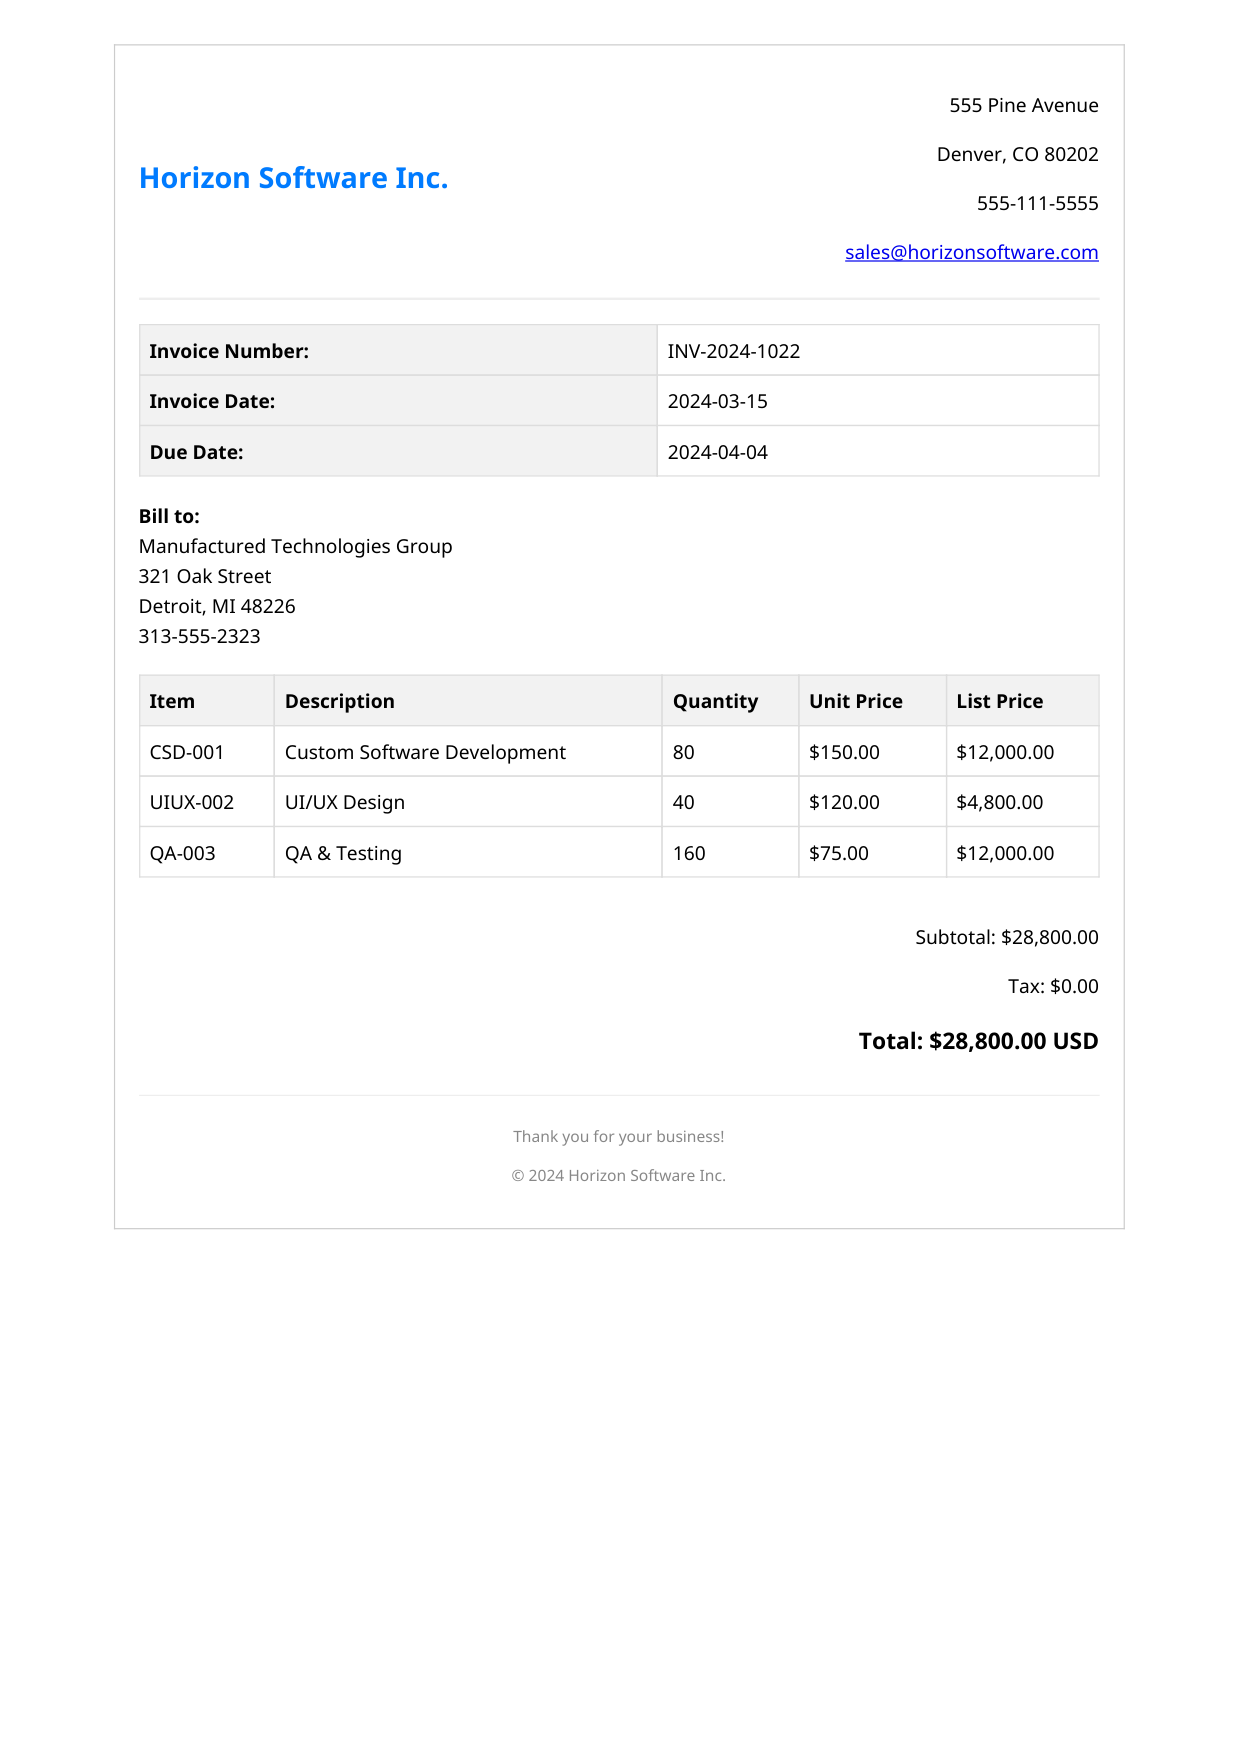 Horizon Software Inc.
555 Pine Avenue
Denver, CO 80202
555-111-5555
sales@horizonsoftware.com
Invoice Number: INV-2024-1022
Invoice Date: 2024-03-15
Due Date: 2024-04-04
Bill to:
Manufactured Technologies Group
321 Oak Street
Detroit, MI 48226
313-555-2323
Item Description Quantity Unit Price List Price
CSD-001 Custom Software Development 80 $150.00 $12,000.00
UIUX-002 UI/UX Design 40 $120.00 $4,800.00
QA-003 QA & Testing 160 $75.00 $12,000.00
Subtotal: $28,800.00
Tax: $0.00
Total: $28,800.00 USD
Thank you for your business!
© 2024 Horizon Software Inc.